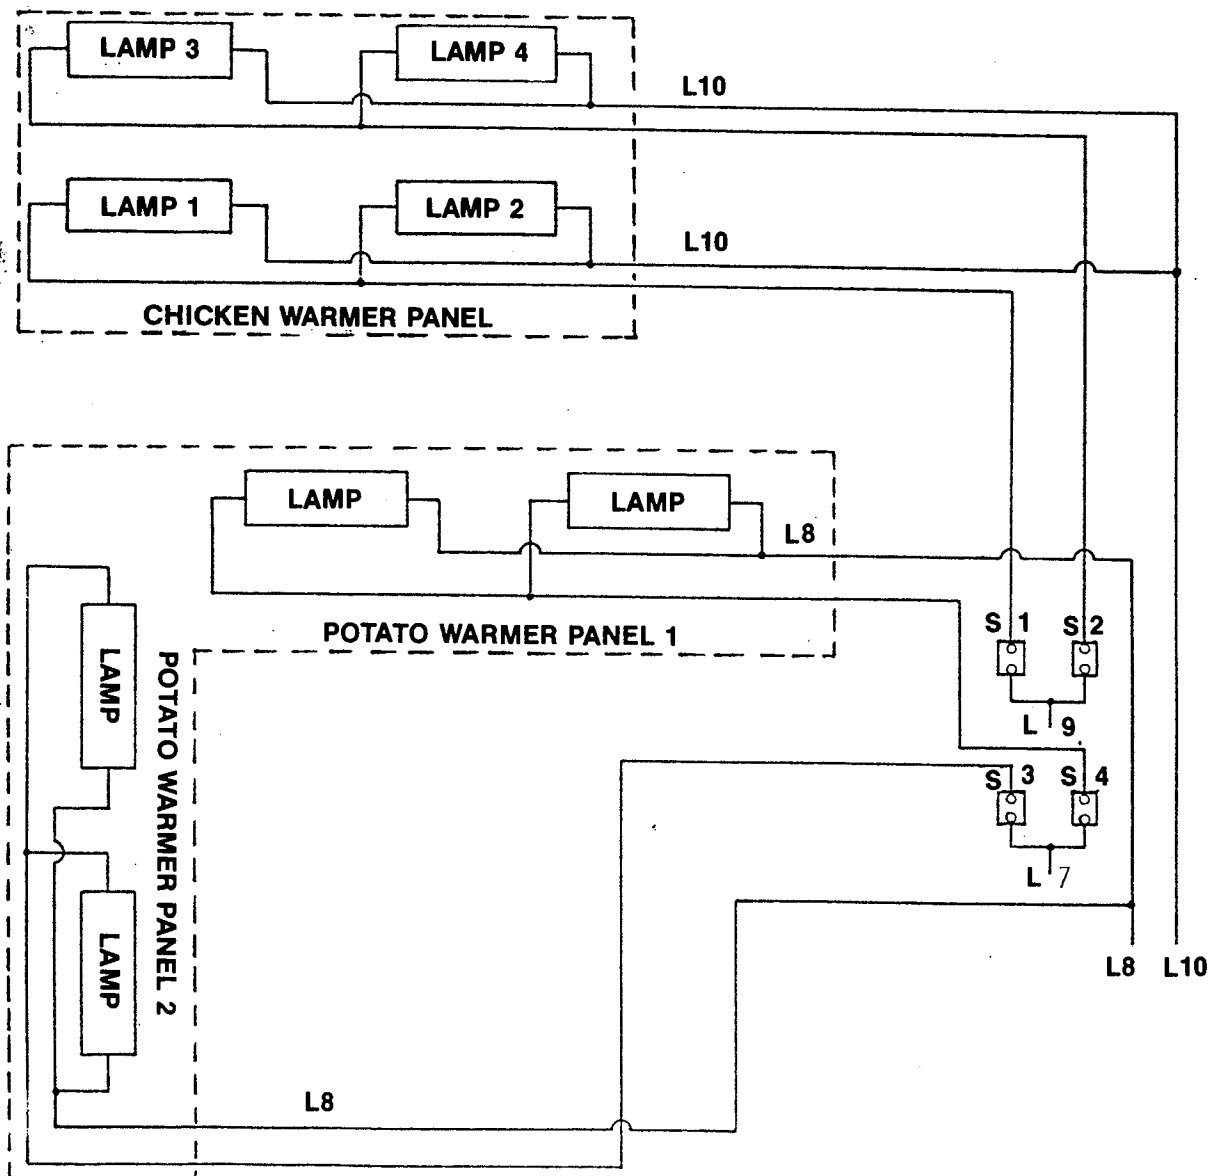 LAMP 3
LAMP 4
L10
LAMP 1
LAMP 2
L10
CHICKEN WARMER PANEL
LAMP
LAMP
L8
POTATO WARMER PANEL 1
S 1
S 2
L 9
S 3
S 4
L 7
LAMP
POTATO WARMER PANEL 2
LAMP
L8
L10
L8